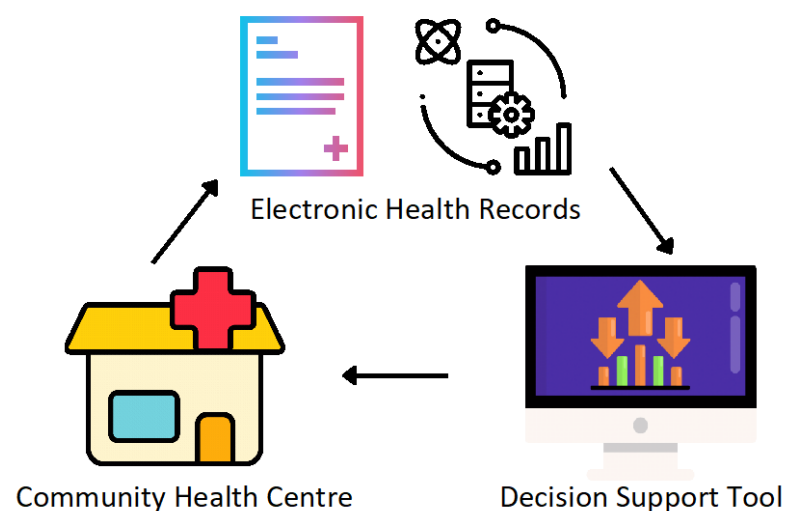 Electronic Health Records
Community Health Centre
Decision Support Tool